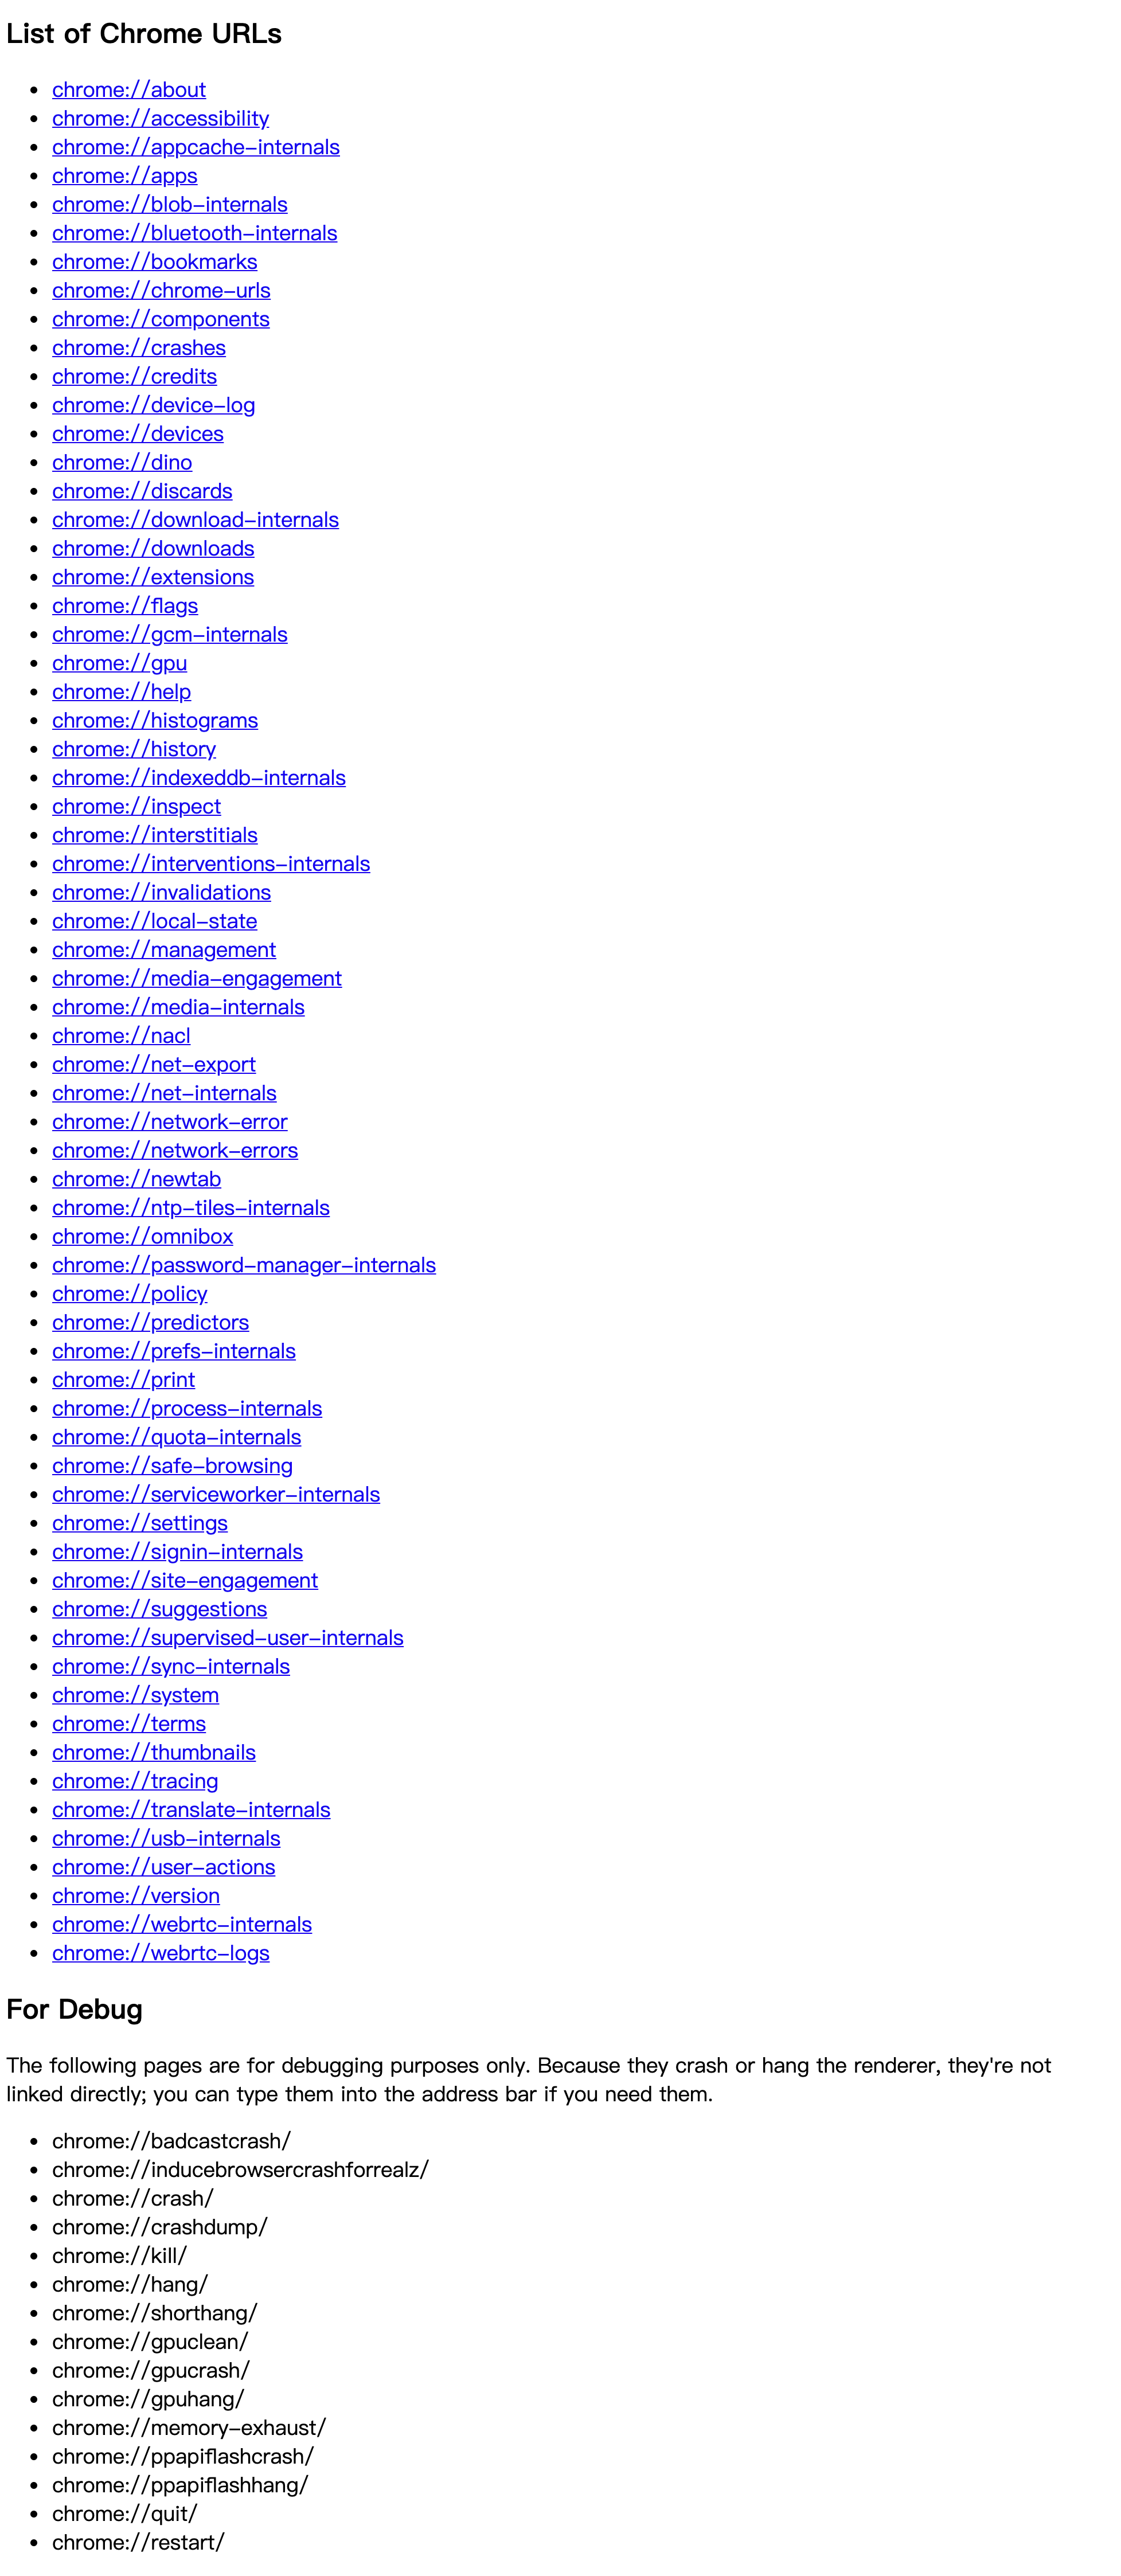 List of Chrome URLs
chrome://about
chrome://accessibility
chrome://appcache-internals
chrome://apps
chrome://blob-internals
chrome://bluetooth-internals
chrome://bookmarks
chrome://chrome-urls
chrome://components
chrome://crashes
chrome://credits
chrome://device-log
chrome://devices
chrome://dino
chrome://discards
chrome://download-internals
chrome://downloads
chrome://extensions
chrome://flags
chrome://gcm-internals
chrome://gpu
chrome://help
chrome://histograms
chrome://history
chrome://indexeddb-internals
chrome://inspect
chrome://interstitials
chrome://interventions-internals
chrome://invalidations
chrome://local-state
chrome://management
chrome://media-engagement
chrome://media-internals
chrome://nacl
chrome://net-export
chrome://net-internals
chrome://network-error
chrome://network-errors
chrome://newtab
chrome://ntp-tiles-internals
chrome://omnibox
chrome://password-manager-internals
chrome://policy
chrome://predictors
chrome://prefs-internals
chrome://print
chrome://process-internals
chrome://quota-internals
chrome://safe-browsing
chrome://serviceworker-internals
chrome://settings
chrome://signin-internals
chrome://site-engagement
chrome://suggestions
chrome://supervised-user-internals
chrome://sync-internals
chrome://system
chrome://terms
chrome://thumbnails
chrome://tracing
chrome://translate-internals
chrome://usb-internals
chrome://user-actions
chrome://version
chrome://webrtc-internals
chrome://webrtc-logs
For Debug
The following pages are for debugging purposes only. Because they crash or hang the renderer, they're not
linked directly; you can type them into the address bar if you need them.
chrome://badcastcrash/
chrome://inducebrowsercrashforrealz/
chrome://crash/
chrome://crashdump/
chrome://kill/
chrome://hang/
chrome://shorthang/
chrome://gpuclean/
chrome://gpucrash/
chrome://gpuhang/
chrome://memory-exhaust/
chrome://ppapiflashcrash/
chrome://ppapiflashhang/
chrome://quit/
chrome://restart/